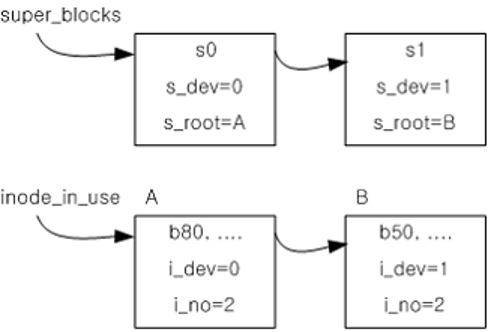 super_blocks
s0 s1
s_dev=0 s_dev=1
s_root=A s_root=B
inode_in_use A B
b80, .... b50, ....
i_dev=0 i_dev=1
i_no=2 i_no=2